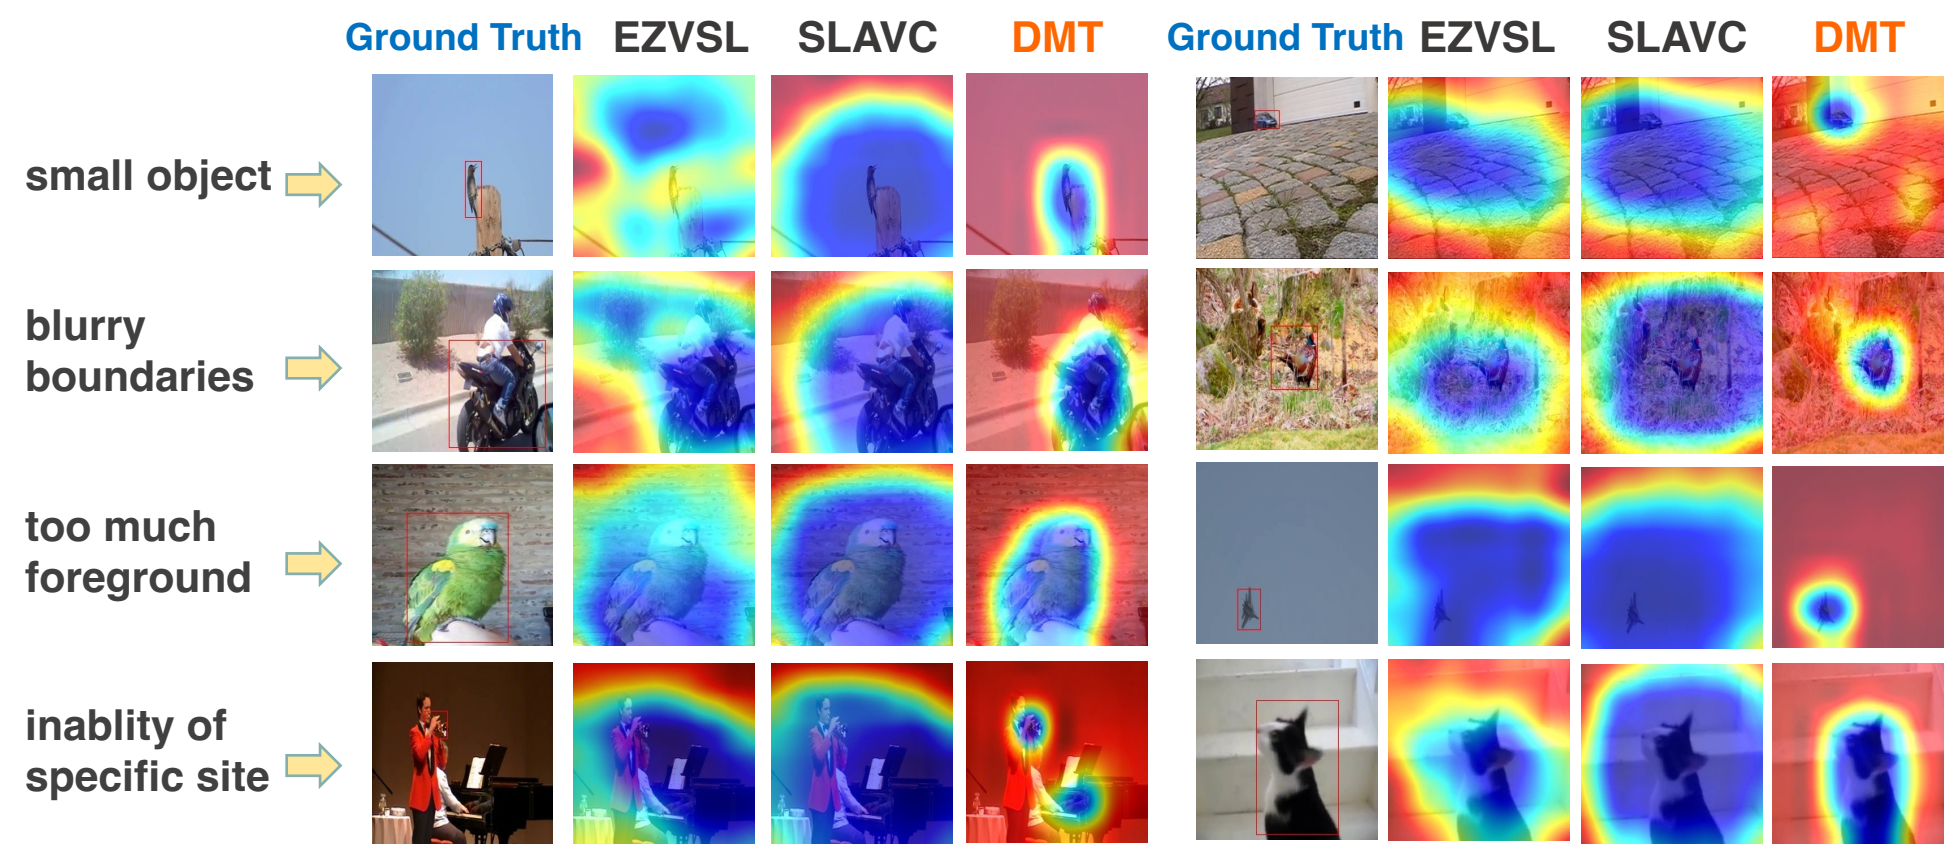 Ground Truth EZVSL SLAVC DMT Ground Truth EZVSL SLAVC DMT
small object
blurry
boundaries
too much
foreground
inablity of
specific site